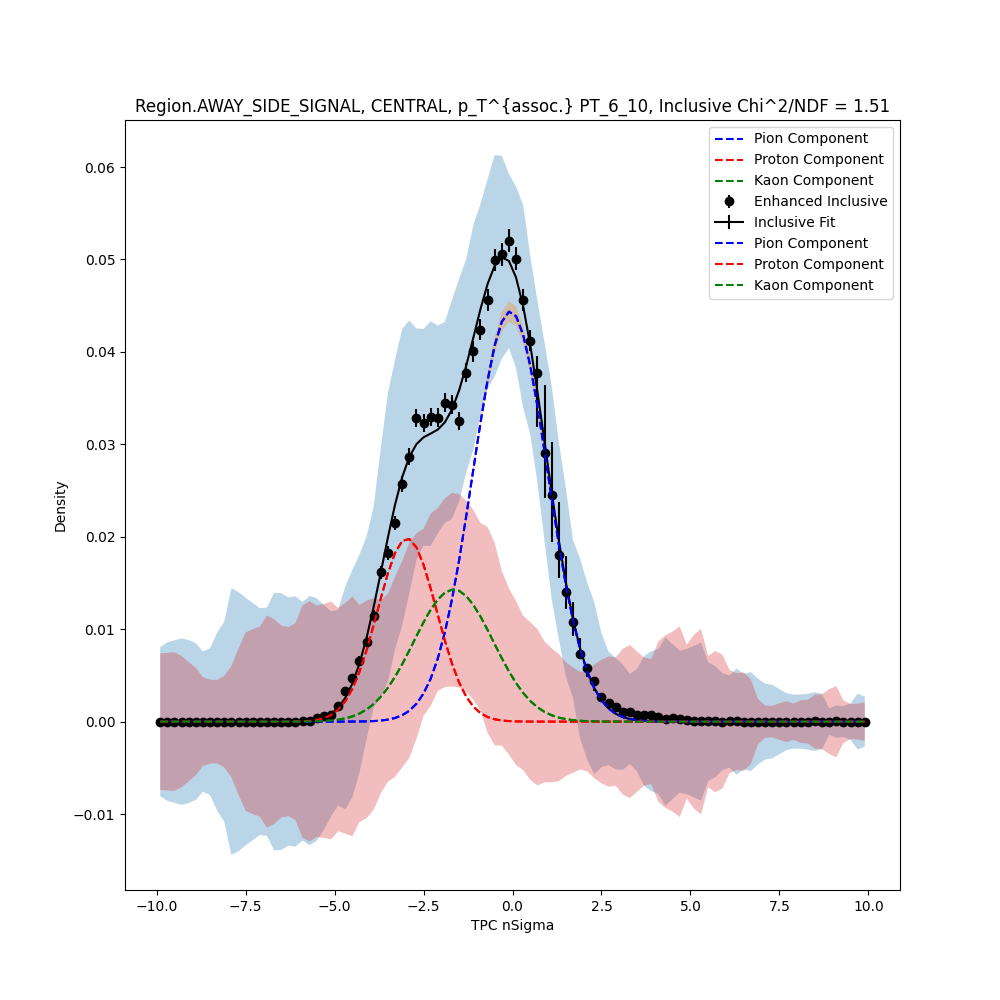 Region.AWAY_SIDE_SIGNAL, CENTRAL, p_T^{assoc.} PT_6_10, Inclusive Chi^2/NDF = 1.51
Pion Component
Proton Component
Kaon Component
Enhanced Inclusive
Inclusive Fit
Pion Component
Proton Component
Kaon Component
0.06
0.05
0.04
0.03
0.02
0.01
0.00
−0.01
Density
−10.0 −7.5 −5.0 −2.5 0.0 2.5 5.0 7.5 10.0
TPC nSigma